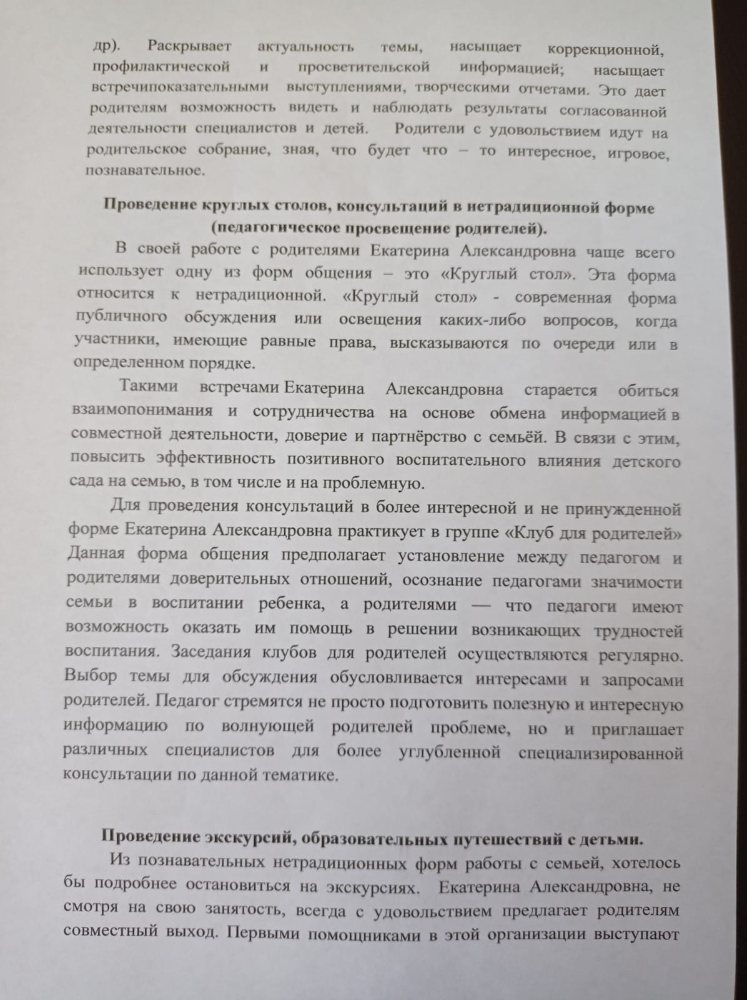 др). Раскрывает актуальность темы, насыщает коррекционной,
профилактической и просветительской информацией; насыщает
встречипоказательными выступлениями, творческими отчетами. Это дает
родителям возможность видеть и наблюдать результаты согласованной
деятельности специалистов и детей. Родители с удовольствием идут на
родительское собрание, зная, что будет что – то интересное, игровое,
познавательное.
Проведение круглых столов, консультаций в нетрадиционной форме
(педагогическое просвещение родителей).
В своей работе с родителями Екатерина Александровна чаще всего
использует одну из форм общения – это «Круглый стол». Эта форма
относится к нетрадиционной. «Круглый стол» - современная форма
публичного обсуждения или освещения каких-либо вопросов, когда
участники, имеющие равные права, высказываются по очереди или в
определенном порядке.
Такими встречами Екатерина Александровна старается обиться
взаимопонимания и сотрудничества на основе обмена информацией в
совместной деятельности, доверие и партнёрство с семьёй. В связи с этим,
повысить эффективность позитивного воспитательного влияния детского
сада на семью, в том числе и на проблемную.
Для проведения консультаций в более интересной и не принужденной
форме Екатерина Александровна практикует в группе «Клуб для родителей»
Данная форма общения предполагает установление между педагогом и
родителями доверительных отношений, осознание педагогами значимости
семьи в воспитании ребенка, а родителями — что педагоги имеют
возможность оказать им помощь в решении возникающих трудностей
воспитания. Заседания клубов для родителей осуществляются регулярно.
Выбор темы для обсуждения обусловливается интересами и запросами
родителей. Педагог стремятся не просто подготовить полезную и интересную
информацию по волнующей родителей проблеме, но и приглашает
различных специалистов для более углубленной специализированной
консультации по данной тематике.
Проведение экскурсий, образовательных путешествий с детьми.
Из познавательных нетрадиционных форм работы с семьей, хотелось
бы подробнее остановиться на экскурсиях. Екатерина Александровна, не
смотря на свою занятость, всегда с удовольствием предлагает родителям
совместный выход. Первыми помощниками в этой организации выступают